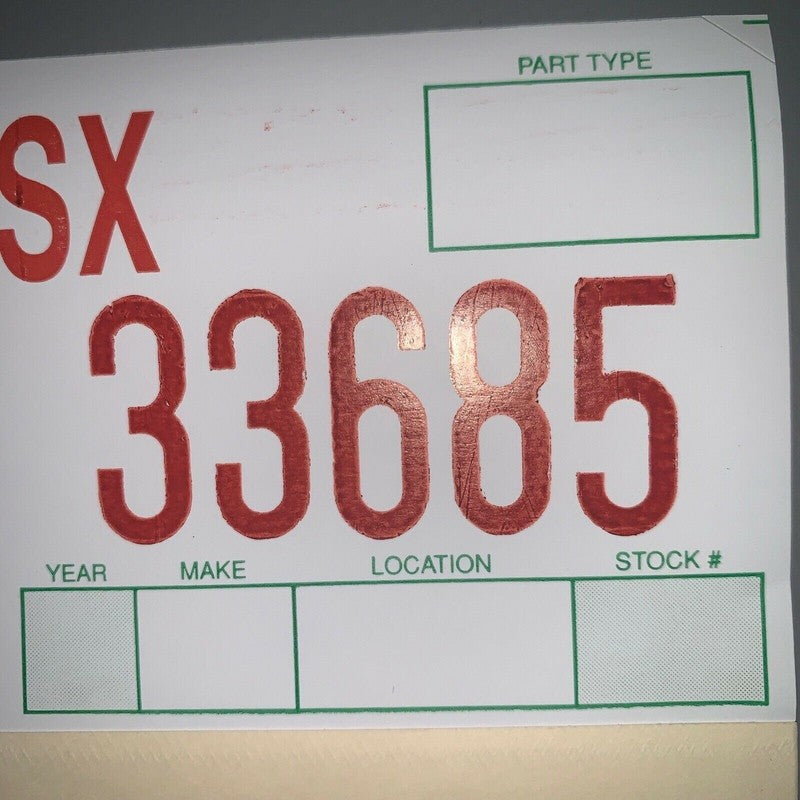 PART TYPE
SX
33685
YEAR MAKE LOCATION STOCK #